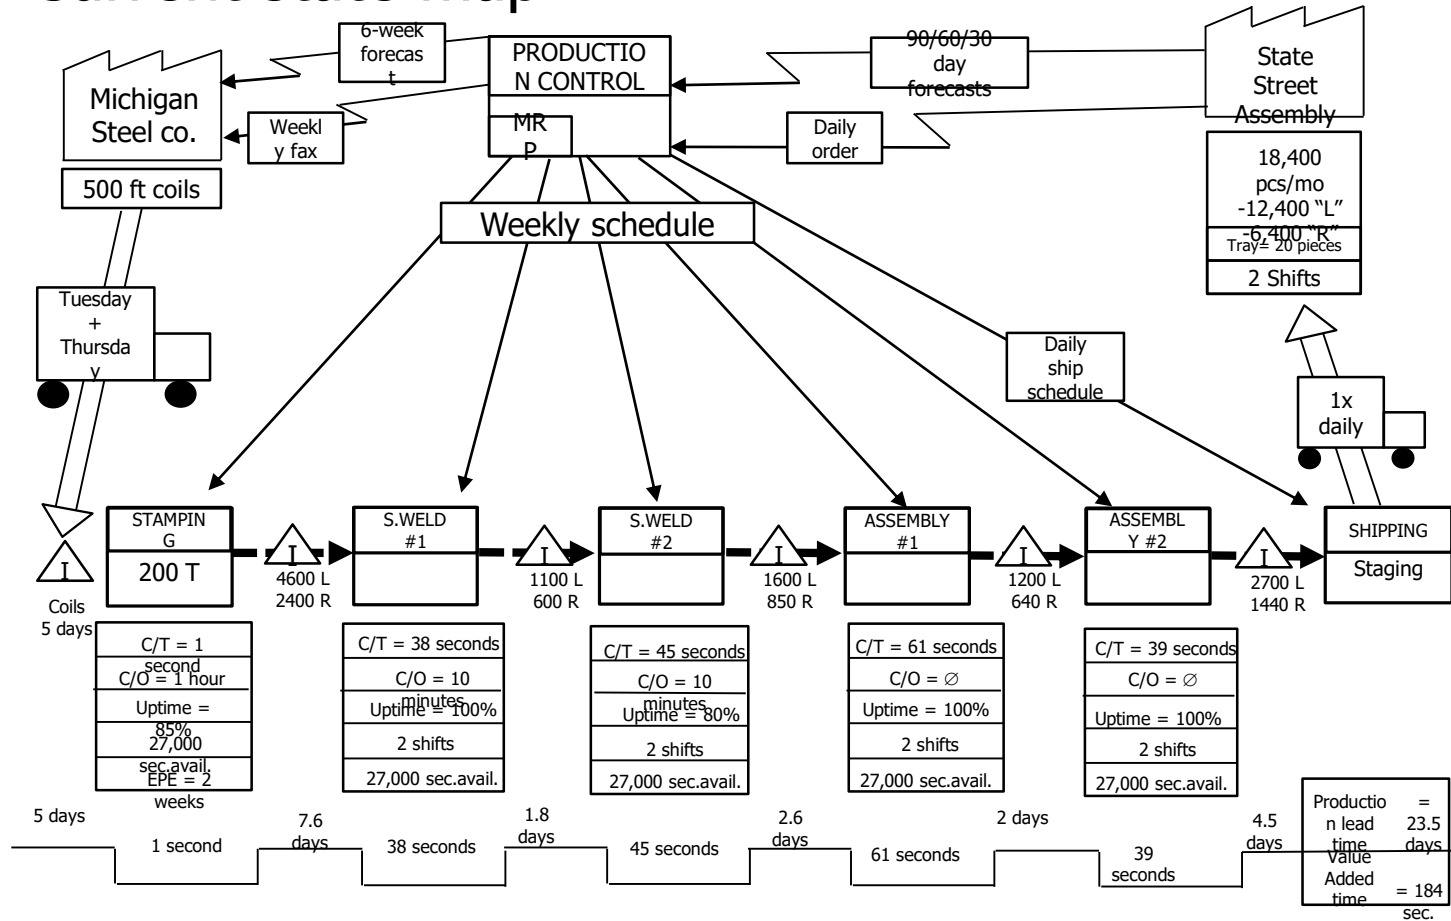 6-week
forecas
t
PRODUCTIO
N CONTROL
MR
P
90/60/30
day
forecasts
State
Street
Assembly
Michigan
Steel co.
Weekl
y fax
Daily
order
500 ft coils
Weekly schedule
18,400
pcs/mo
-12,400 “L”
-6,400 “R”
Tray= 20 pieces
2 Shifts
Tuesday
+
Thursda
y
Daily
ship
schedule
1x
daily
I
Coils
5 days
STAMPIN
G
200 T
I
4600 L
2400 R
S.WELD
#1
I
1100 L
600 R
S.WELD
#2
I
1600 L
850 R
ASSEMBLY
#1
I
1200 L
640 R
ASSEMBL
Y #2
I
2700 L
1440 R
SHIPPING
Staging
C/T = 1
second
C/O = 1 hour
Uptime =
85%
27,000
sec.avail.
EPE = 2
weeks
C/T = 38 seconds
C/O = 10
minutes
Uptime = 100%
2 shifts
27,000 sec.avail.
C/T = 45 seconds
C/O = 10
minutes
Uptime = 80%
2 shifts
27,000 sec.avail.
C/T = 61 seconds
C/O = ∅
Uptime = 100%
2 shifts
27,000 sec.avail.
C/T = 39 seconds
C/O = ∅
Uptime = 100%
2 shifts
27,000 sec.avail.
5 days
1 second
7.6
days
38 seconds
1.8
days
45 seconds
2.6
days
61 seconds
2 days
39
seconds
4.5
days
Productio
n lead
time
=
23.5
days
Value
Added
time
= 184
sec.